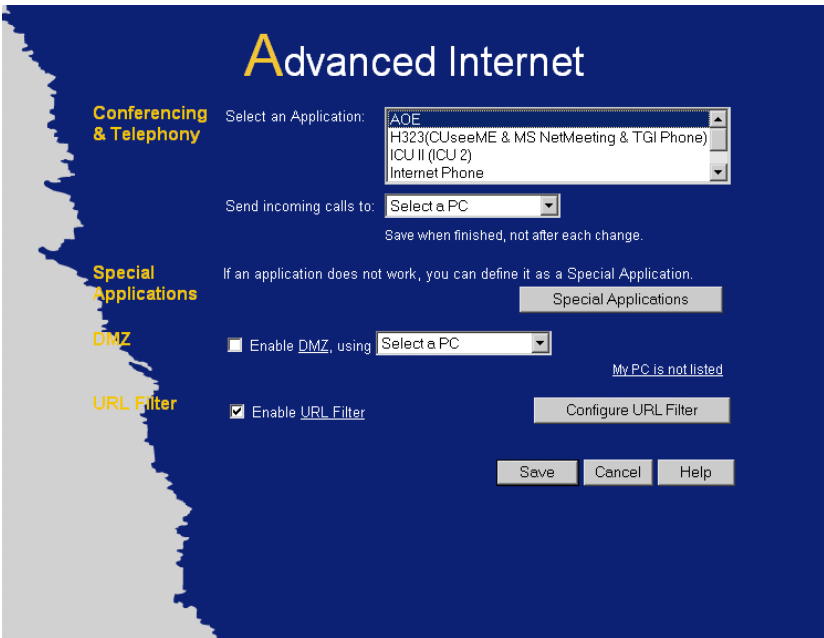 Advanced Internet
Conferencing
& Telephony
Select an Application:
AOE
H323(CUseeME & MS NetMeeting & TGI Phone)
ICU II (ICU 2)
Internet Phone
Send incoming calls to: Select a PC
Save when finished, not after each change.
Special
Applications
If an application does not work, you can define it as a Special Application.
Special Applications
DMZ
Enable DMZ, using Select a PC
My PC is not listed
URL Filter
Enable URL Filter
Configure URL Filter
Save Cancel Help